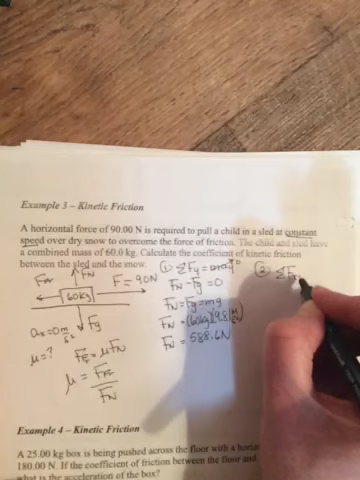 Example 3 – Kinetic Friction
A horizontal force of 90.00 N is required to pull a child in a sled at constant
speed over dry snow to overcome the force of friction. The child and sled have
a combined mass of 60.0 kg. Calculate the coefficient of kinetic friction
between the sled and the snow.
① ΣFy = may⁰
FN - Fg = 0
FN = Fg = mg
FN = (60kg)(9.81 m/s²)
FN = 588.6N
② ΣF
FN
F = 90N
60kg
Fg
ax = 0 m/s²
μ = ?
Ff = μFN
μ = Ff/FN
Example 4 – Kinetic Friction
A 25.00 kg box is being pushed across the floor with a
180.00 N. If the coefficient of friction between the floor and
what is the acceleration of the box?